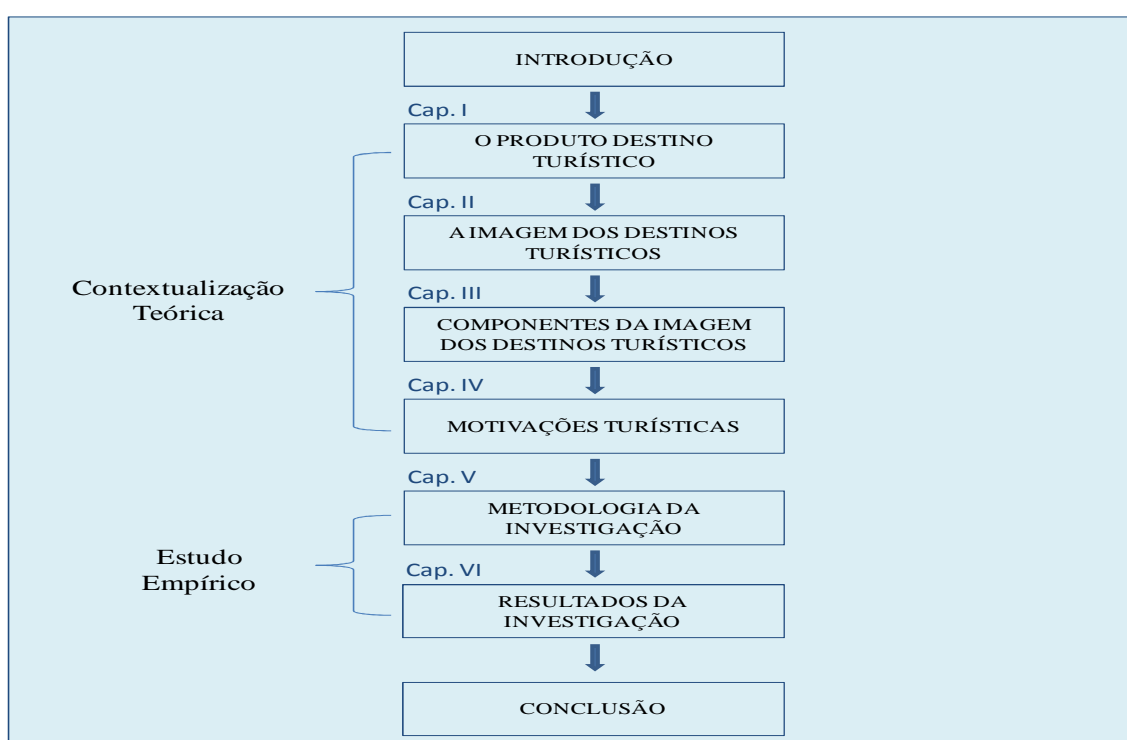 INTRODUÇÃO
Cap. I
O PRODUTO DESTINO
TURÍSTICO
Cap. II
A IMAGEM DOS DESTINOS
TURÍSTICOS
Contextualização
Teórica
Cap. III
COMPONENTES DA IMAGEM
DOS DESTINOS TURÍSTICOS
Cap. IV
MOTIVAÇÕES TURÍSTICAS
Cap. V
METODOLOGIA DA
INVESTIGAÇÃO
Estudo
Empírico
Cap. VI
RESULTADOS DA
INVESTIGAÇÃO
CONCLUSÃO